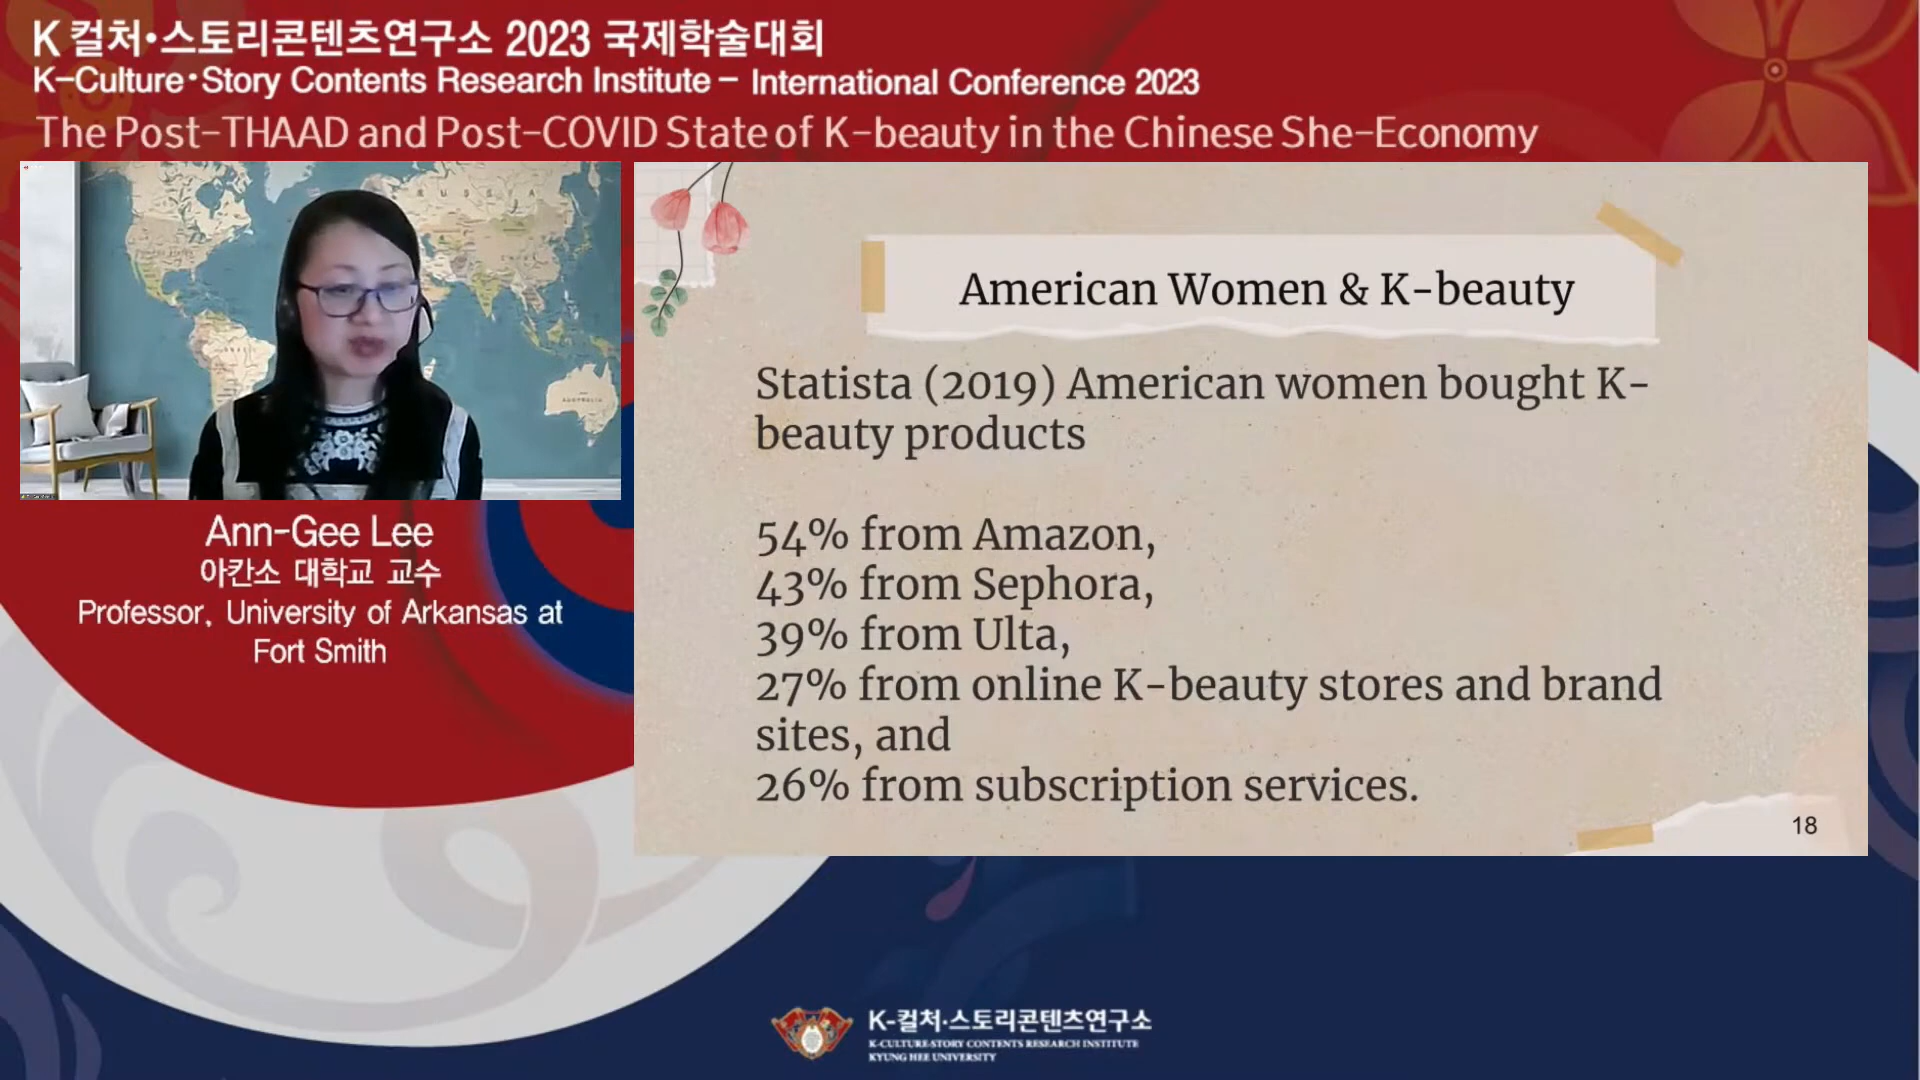 K 컬처•스토리콘텐츠연구소 2023 국제학술대회
K-Culture•Story Contents Research Institute - International Conference 2023
The Post-THAAD and Post-COVID State of K-beauty in the Chinese She-Economy
RUSSIA
BRAZIL
AUSTRALIA
American Women & K-beauty
Statista (2019) American women bought K-
beauty products
54% from Amazon,
43% from Sephora,
39% from Ulta,
27% from online K-beauty stores and brand
sites, and
26% from subscription services.
18
Ann-Gee Lee
아칸소 대학교 교수
Professor, University of Arkansas at
Fort Smith
K-컬처·스토리콘텐츠연구소
K-CULTURE·STORY CONTENTS RESEARCH INSTITUTE
KYUNG HEE UNIVERSITY